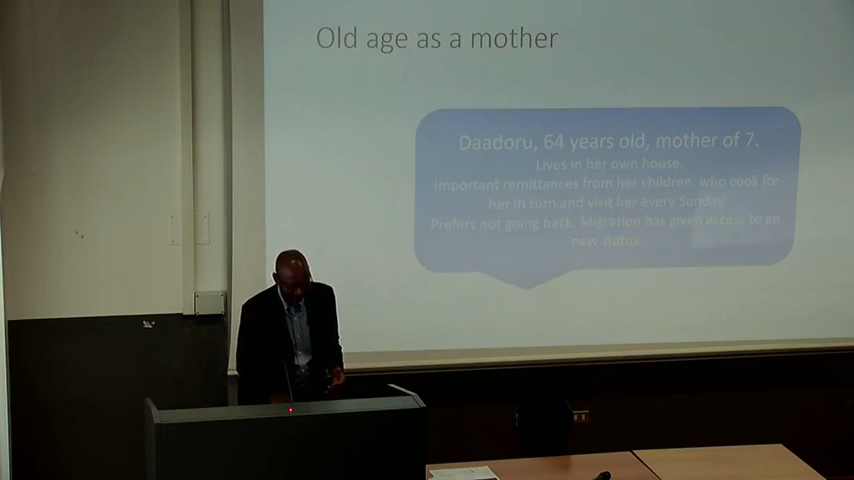 Old age as a mother
Daadoru, 64 years old, mother of 7.
Lives in her own house.
Important remittances from her children, who cook for
her in turn and visit her every Sunday
Prefers not going back. Migration has given access to an
new status.